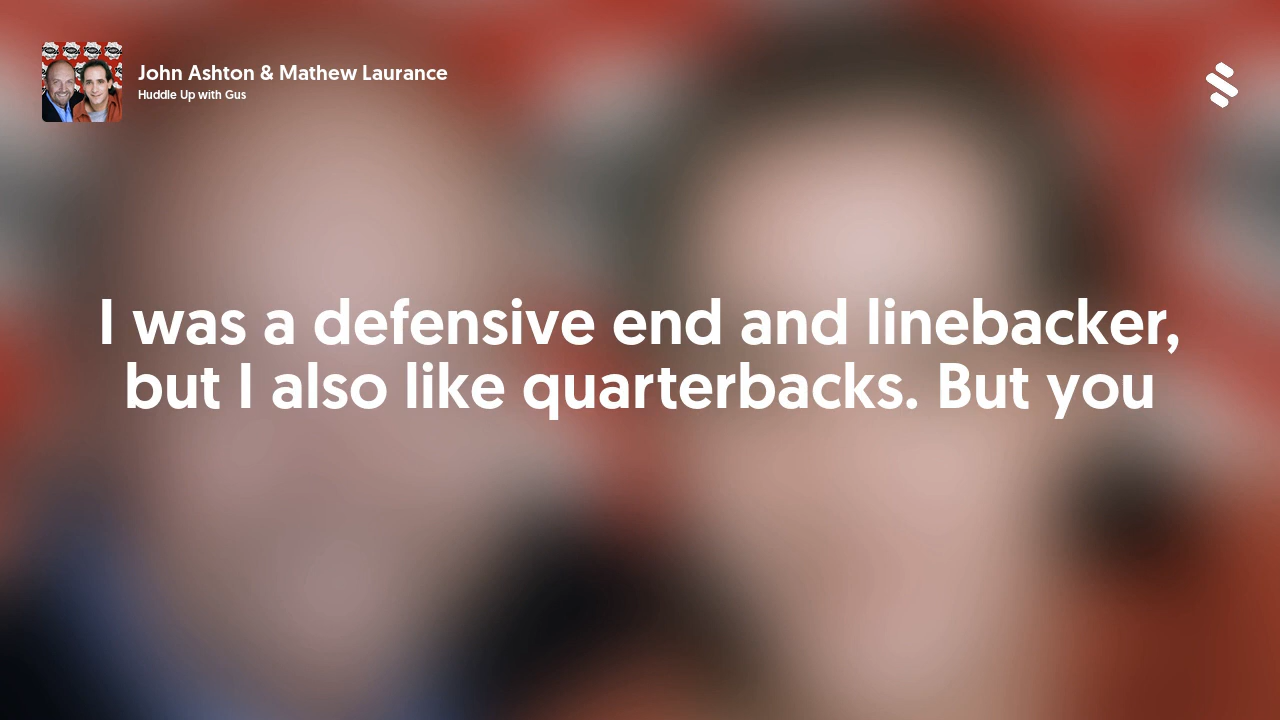 John Ashton & Mathew Laurance
Huddle Up with Gus
I was a defensive end and linebacker,
but I also like quarterbacks. But you